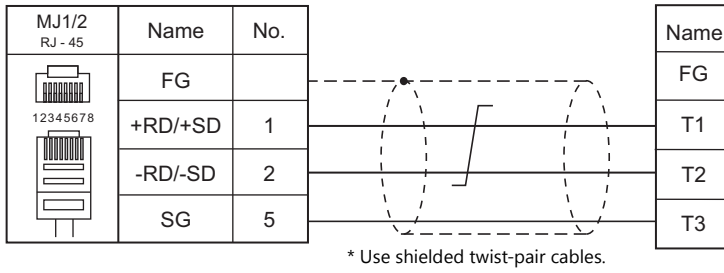 MJ1/2 Name No. Name
RJ - 45
FG FG
12345678
+RD/+SD 1 T1
-RD/-SD 2 T2
SG 5 T3
* Use shielded twist-pair cables.